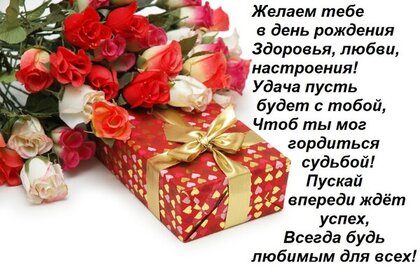 Желаем тебе
в день рождения
Здоровья, любви,
настроения!
Удача пусть
будет с тобой,
Чтоб ты мог
гордиться
судьбой!
Пускай
впереди ждёт
успех,
Всегда будь
любимым для всех!